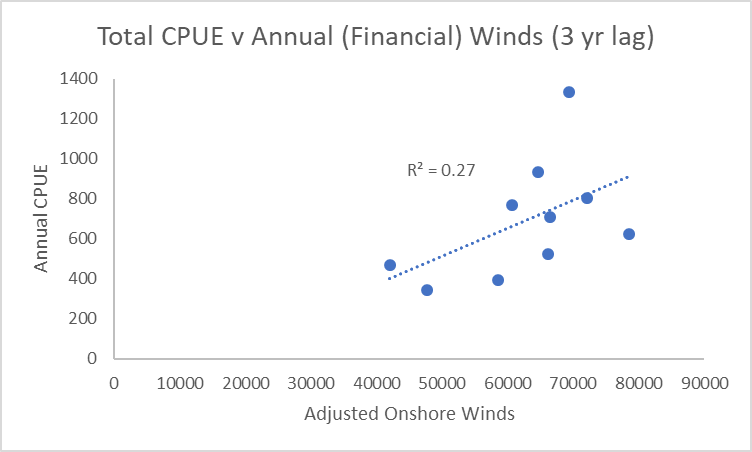 Total CPUE v Annual (Financial) Winds (3 yr lag)
1400
1200
1000
800
600
400
200
0
Annual CPUE
R² = 0.27
0 10000 20000 30000 40000 50000 60000 70000 80000 90000
Adjusted Onshore Winds